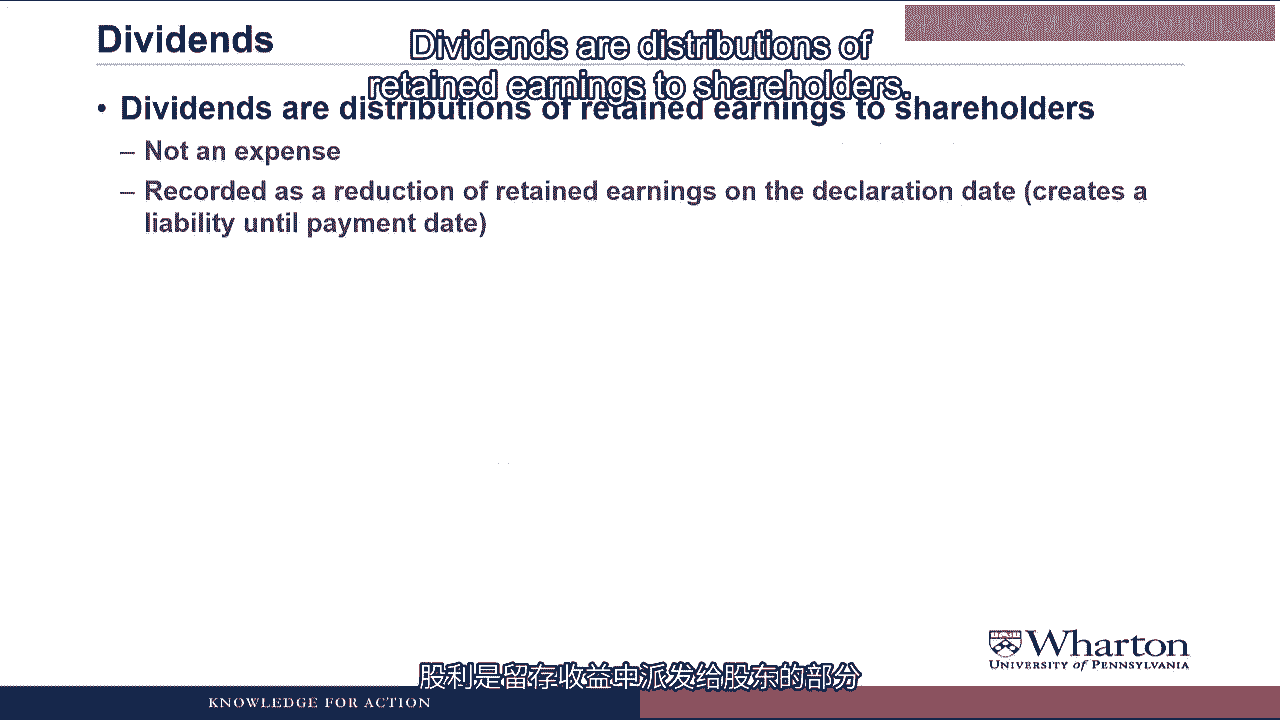 Dividends
Dividends are distributions of
retained earnings to shareholders.
• Dividends are distributions of retained earnings to shareholders
– Not an expense
– Recorded as a reduction of retained earnings on the declaration date (creates a
liability until payment date)
Wharton
UNIVERSITY of PENNSYLVANIA
股利是留存收益中派发给股东的部分
KNOWLEDGE FOR ACTION